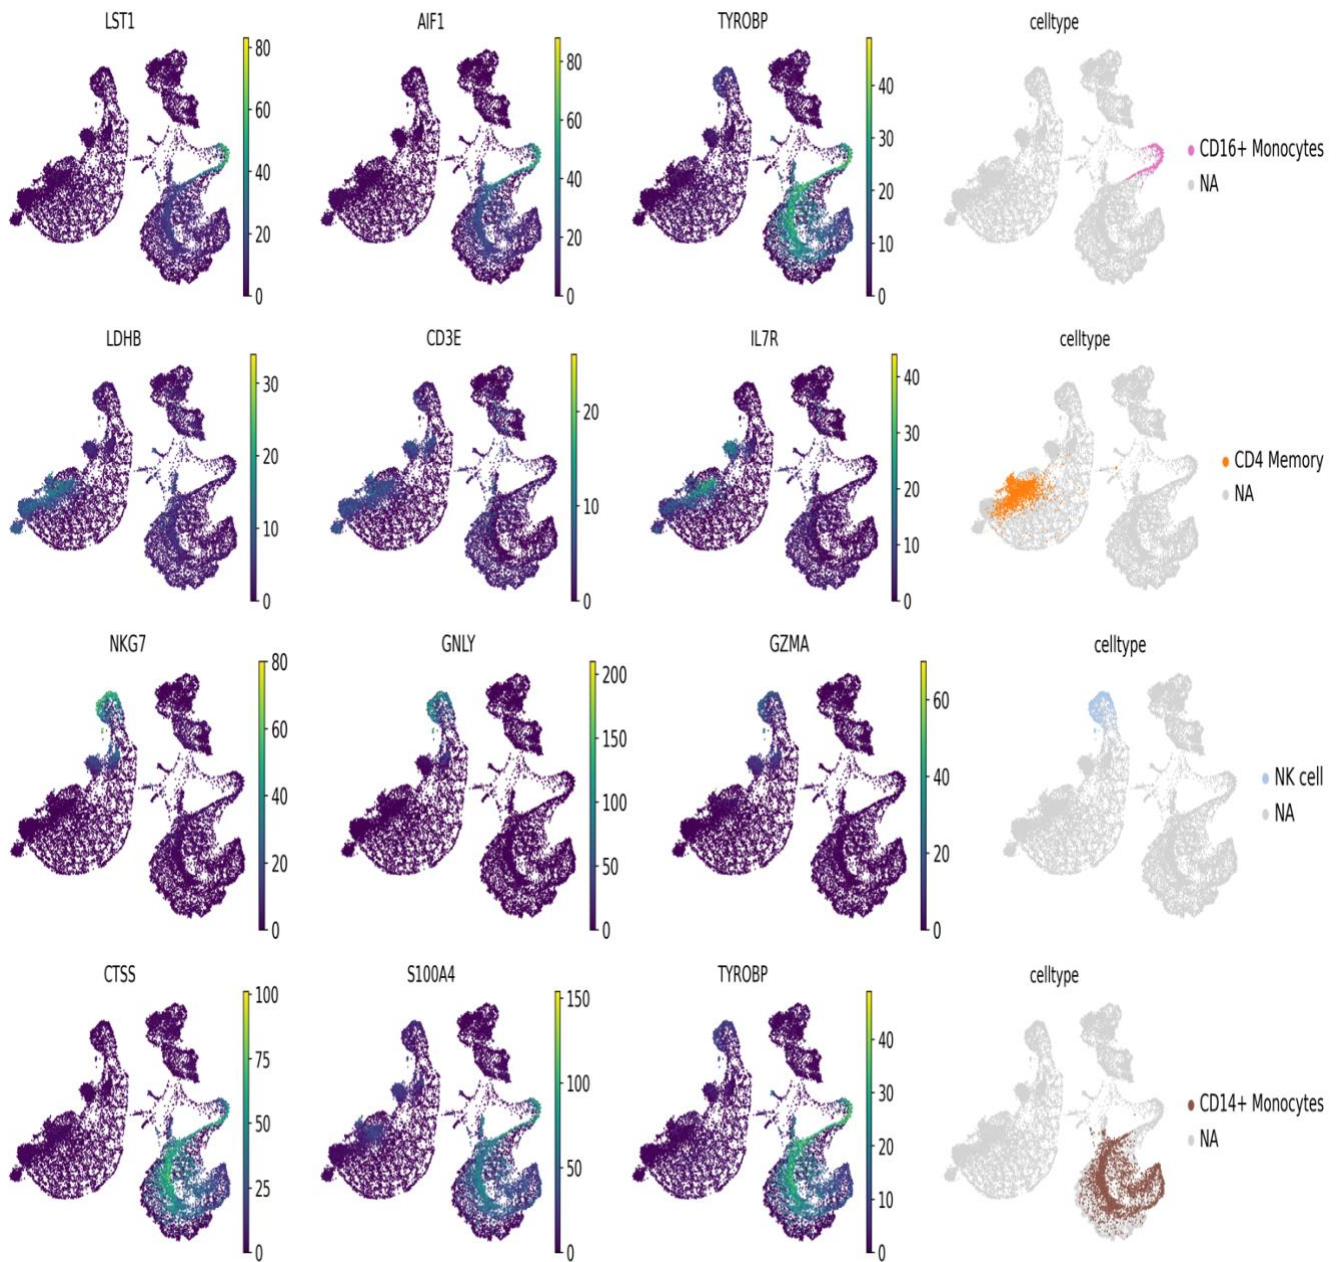 LST1 AIF1 TYROBP celltype
80 80 40
60 60 30
40 40 20
20 20 10
0 0 0
CD16+ Monocytes
NA
LDHB CD3E IL7R celltype
30 20 40
20 10 30
10 0 20
0 10
0
CD4 Memory
NA
NKG7 GNLY GZMA celltype
80 200 60
60 150 40
40 100 20
20 50 0
0 0
NK cell
NA
CTSS S100A4 TYROBP celltype
100 150 40
75 100 30
50 50 20
25 0 10
0 0
CD14+ Monocytes
NA